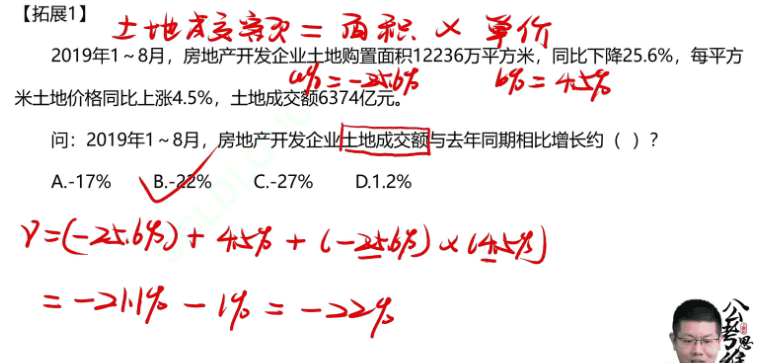 【拓展1】 土地成交额 = 面积 × 单价
2019年1～8月，房地产开发企业土地购置面积12236万平方米，同比下降25.6%，每平方
a% = -25.6% b% = 4.5%
米土地价格同比上涨4.5%，土地成交额6374亿元。
问：2019年1～8月，房地产开发企业土地成交额与去年同期相比增长约（ ）？
A.-17% B.-22% C.-27% D.1.2%
r=(-25.6%) + 4.5% + (-25.6%) × (4.5%)
= -21.1% - 1% = -22%
公考思维